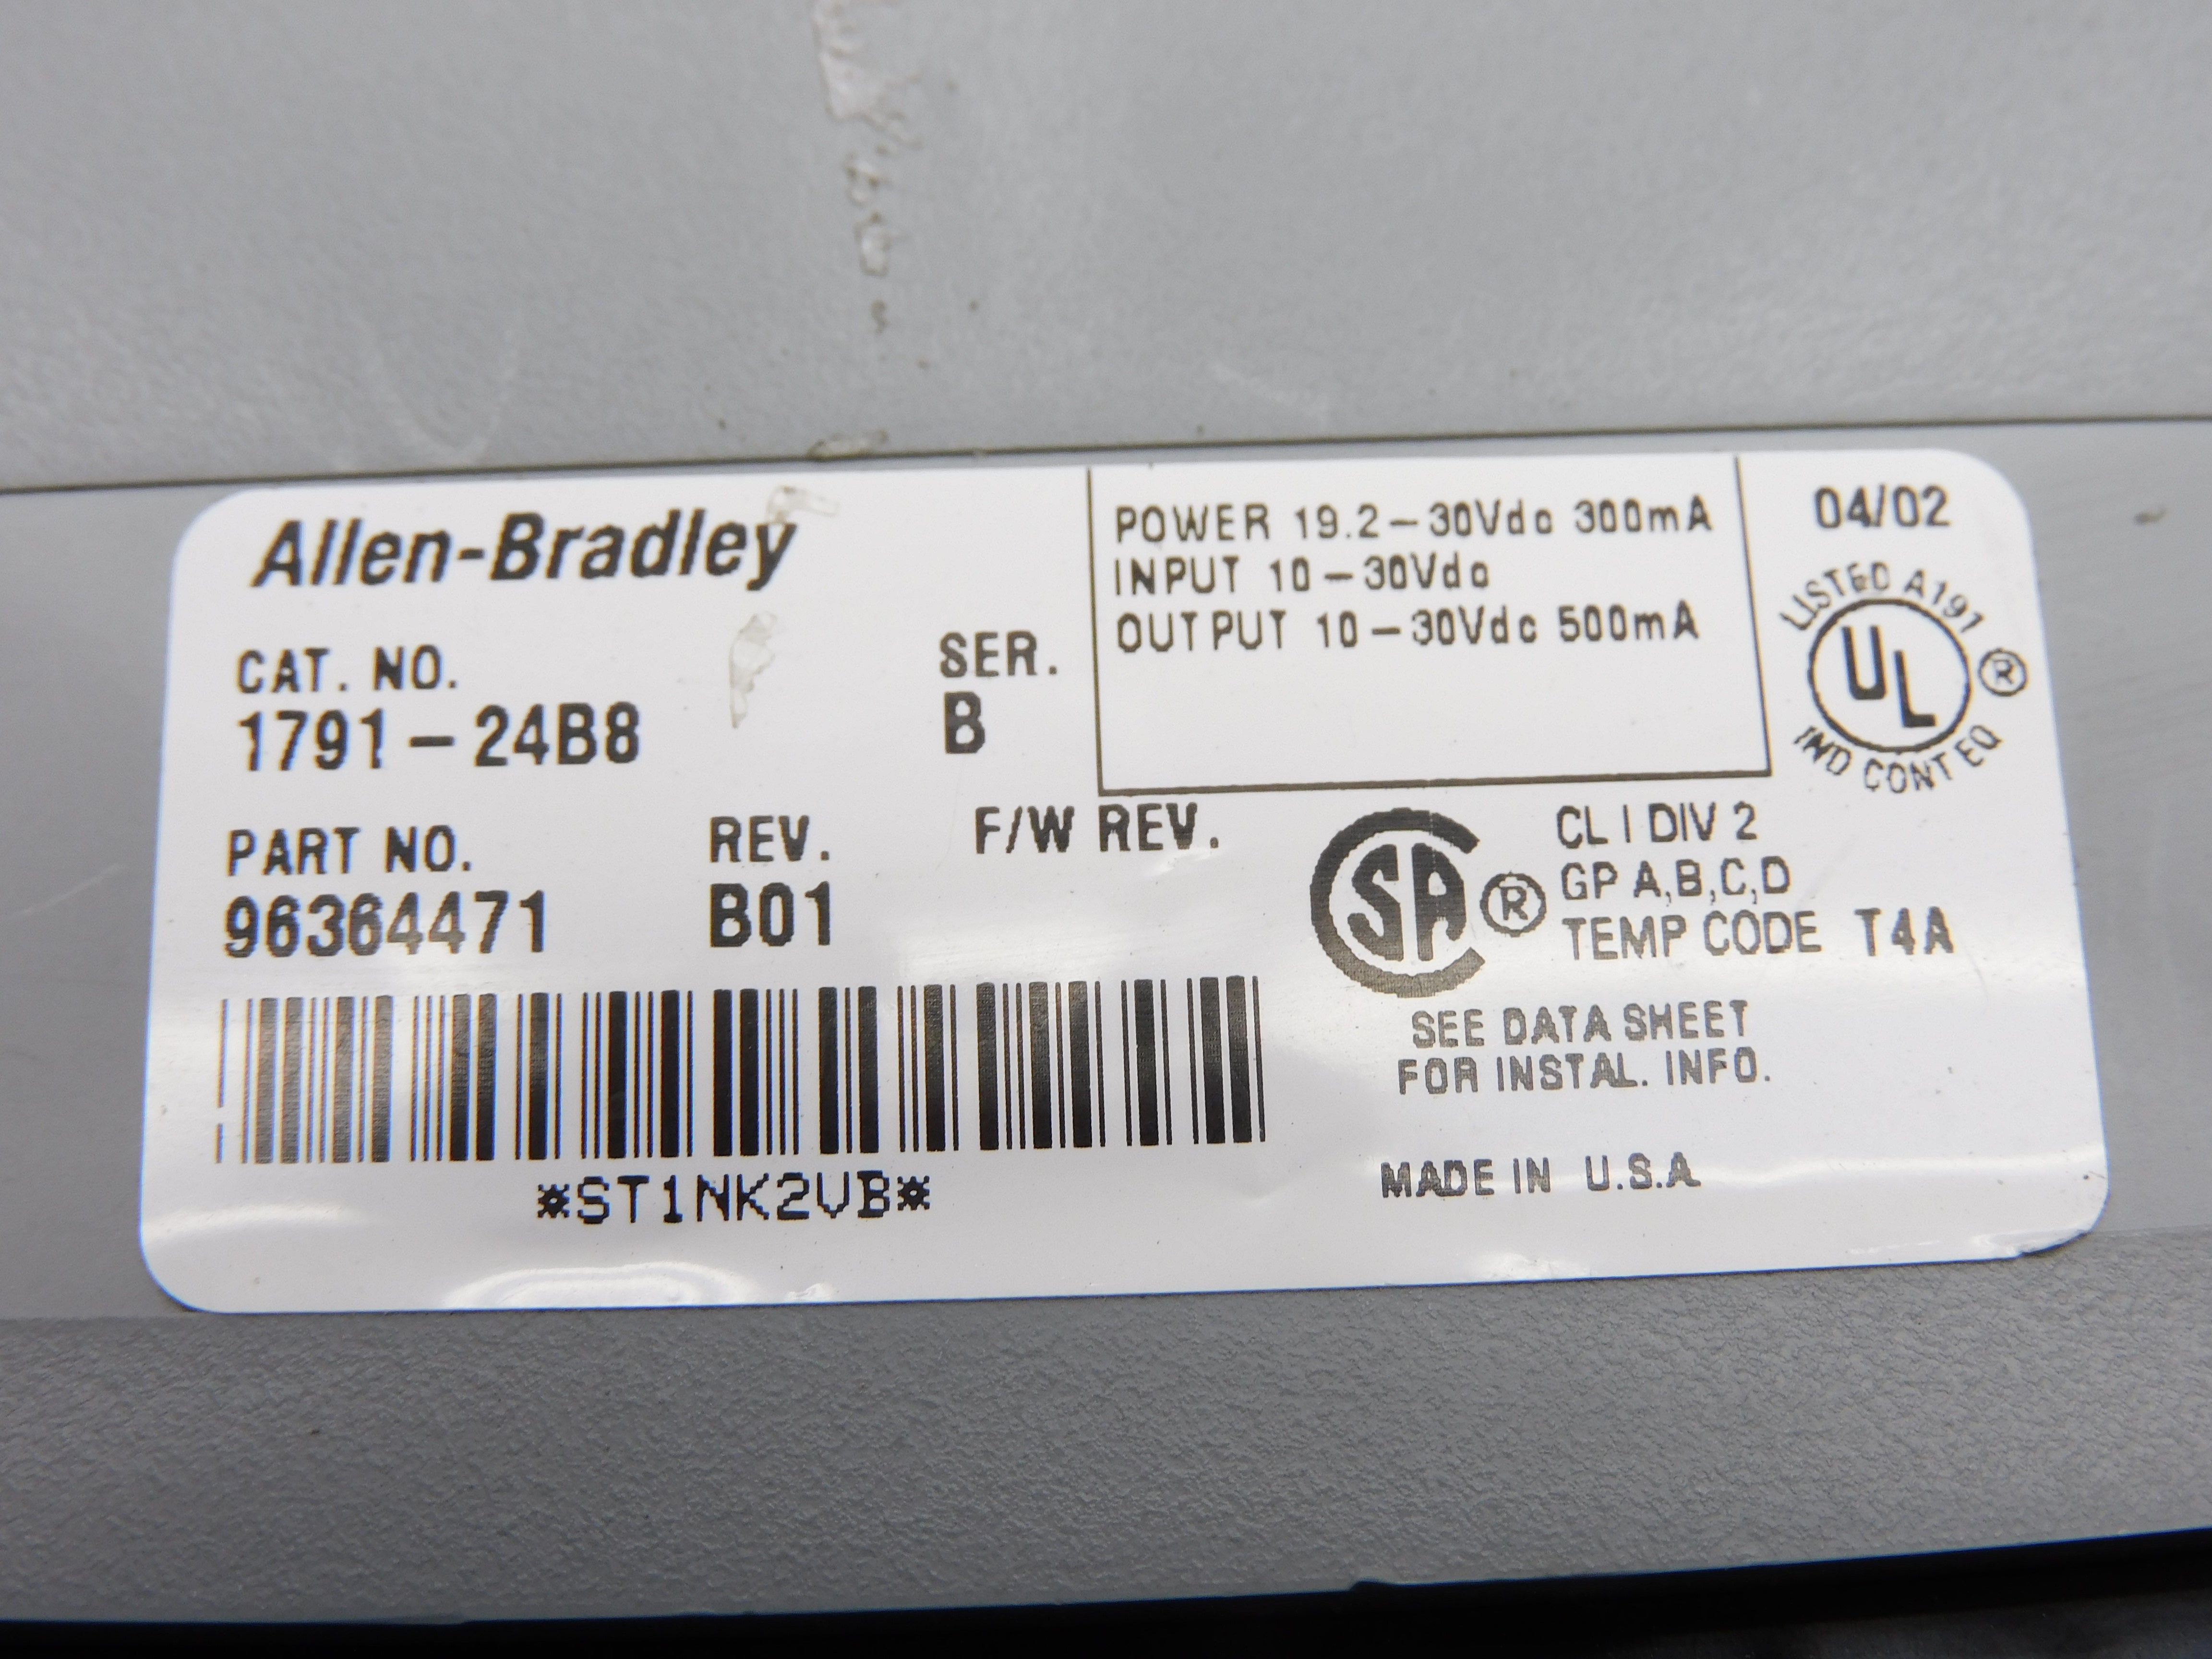 Allen-Bradley
CAT. NO.
1791-24B8
SER.
B
PART NO.
96364471
REV.
B01
F/W REV.
*ST1NK2VB*
POWER 19.2-30Vdc 300mA
INPUT 10-30Vdc
OUTPUT 10-30Vdc 500mA
04/02
LISTED A191
UL ®
IND CONT EQ
SA ®
CL I DIV 2
GP A,B,C,D
TEMP CODE T4A
SEE DATA SHEET
FOR INSTAL. INFO.
MADE IN U.S.A.